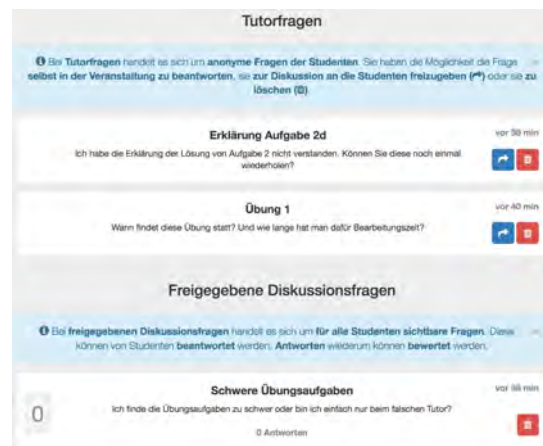 Tutorfragen
Bei Tutorfragen handelt es sich um anonyme Fragen der Studenten. Sie haben die Möglichkeit die Frage
selbst in der Veranstaltung zu beantworten, sie zur Diskussion an die Studenten freizugeben () oder sie zu
löschen ().
Erklärung Aufgabe 2d
vor 38 min
Ich habe die Erklärung der Lösung von Aufgabe 2 nicht verstanden. Können Sie diese noch einmal
wiederholen?
Übung 1
vor 40 min
Wann findet diese Übung statt? Und wie lange hat man dafür Bearbeitungszeit?
Freigegebene Diskussionsfragen
Bei freigegebenen Diskussionsfragen handelt es sich um für alle Studenten sichtbare Fragen. Diese
können von Studenten beantwortet werden. Antworten wiederum können bewertet werden.
Schwere Übungsaufgaben
vor min
0
Ich finde die Übungsaufgaben zu schwer oder bin ich einfach nur beim falschen Tutor?
0 Antworten